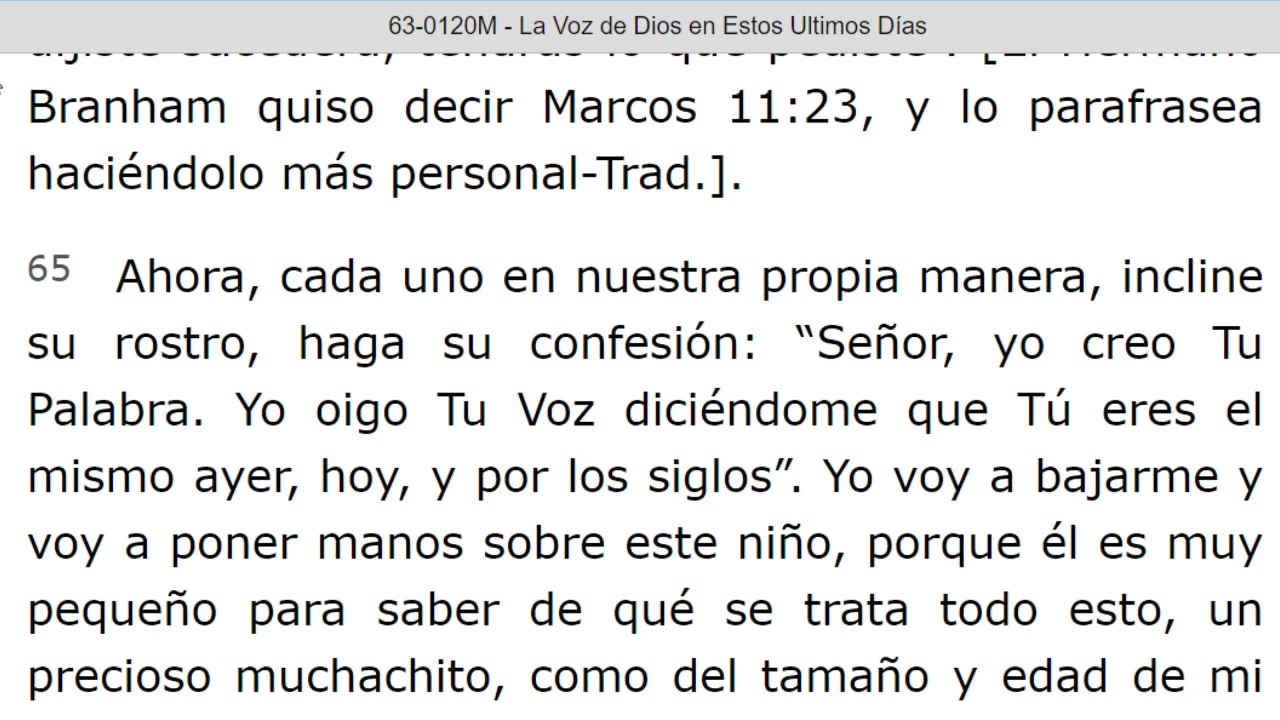 63-0120M - La Voz de Dios en Estos Ultimos Días
Branham quiso decir Marcos 11:23, y lo parafrasea
haciéndolo más personal-Trad.].
65 Ahora, cada uno en nuestra propia manera, incline
su rostro, haga su confesión: “Señor, yo creo Tu
Palabra. Yo oigo Tu Voz diciéndome que Tú eres el
mismo ayer, hoy, y por los siglos”. Yo voy a bajarme y
voy a poner manos sobre este niño, porque él es muy
pequeño para saber de qué se trata todo esto, un
precioso muchachito, como del tamaño y edad de mi